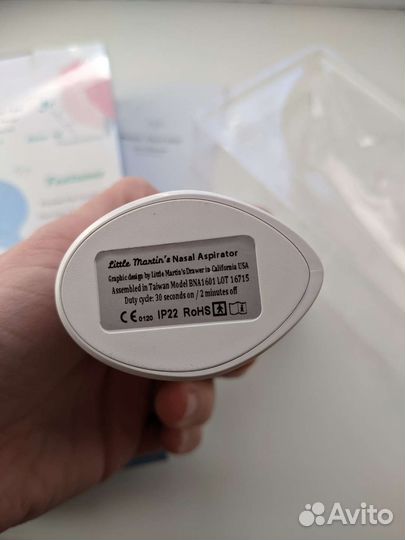 Little Martin's Nasal Aspirator
Graphic design by Little Martin's Drawer in California USA
Assembled in Taiwan Model BNA1601 LOT 16715
Duty cycle: 30 seconds on / 2 minutes off
CE 0120 IP22 RoHS
Avito